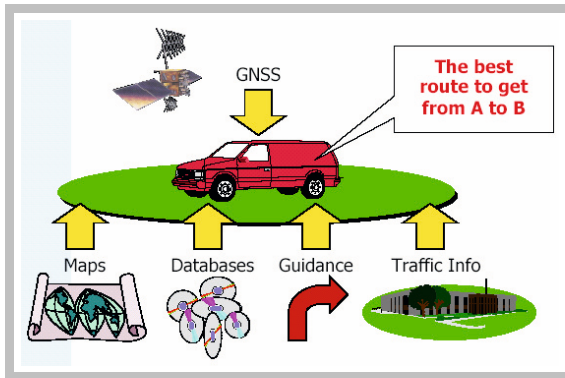 GNSS
The best
route to get
from A to B
Maps
Databases
Guidance
Traffic Info